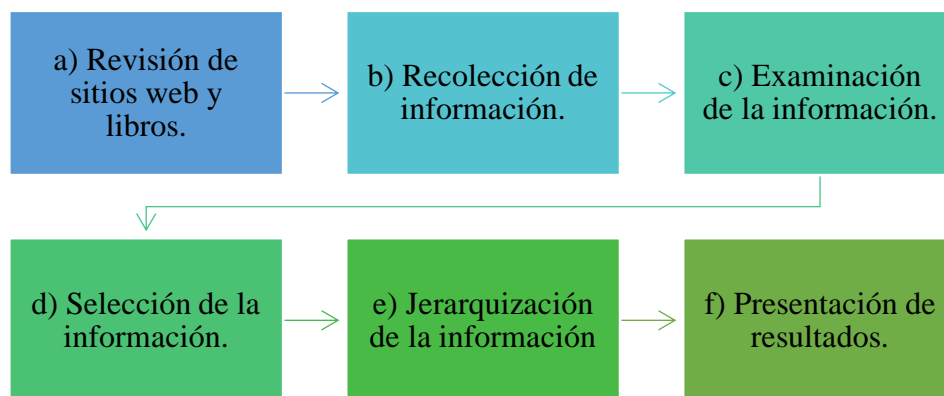 a) Revisión de
sitios web y
libros.
b) Recolección de
información.
c) Examinación
de la información.
d) Selección de la
información.
e) Jerarquización
de la información
f) Presentación de
resultados.